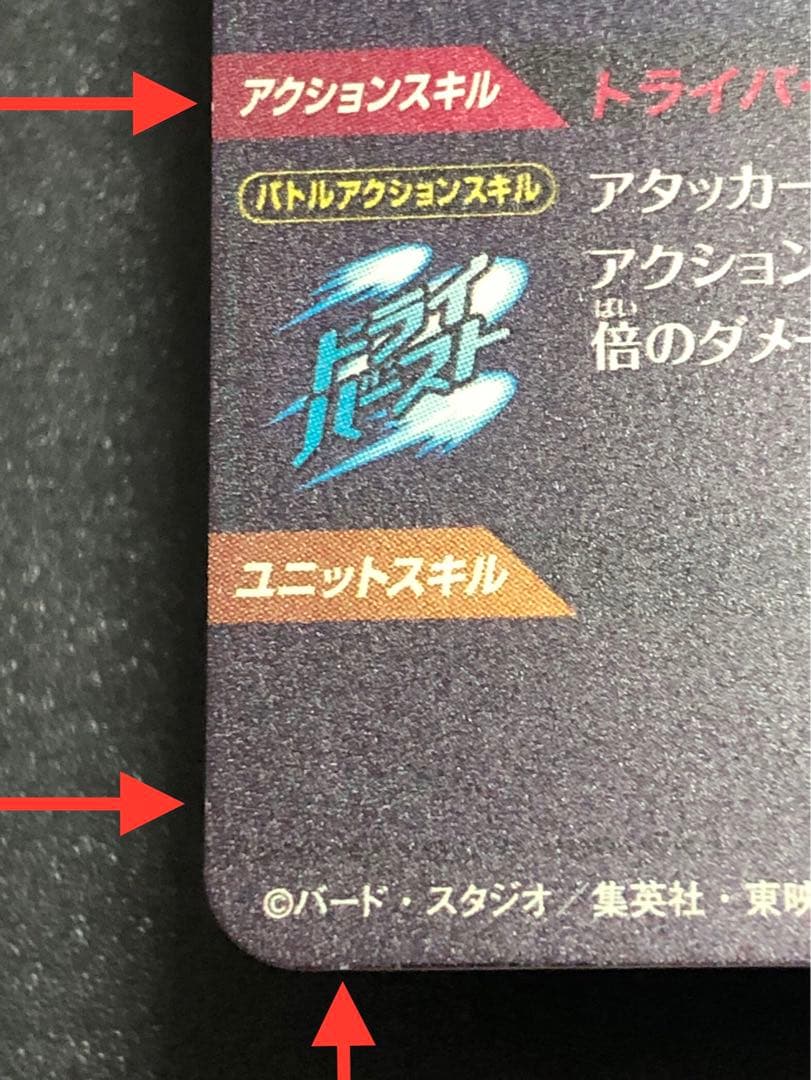 アクションスキル
トライバ
バトルアクションスキル
アタッカー
アクション
ばい
倍のダメー
トライ
バースト
ユニットスキル
©バード・スタジオ／集英社・東映